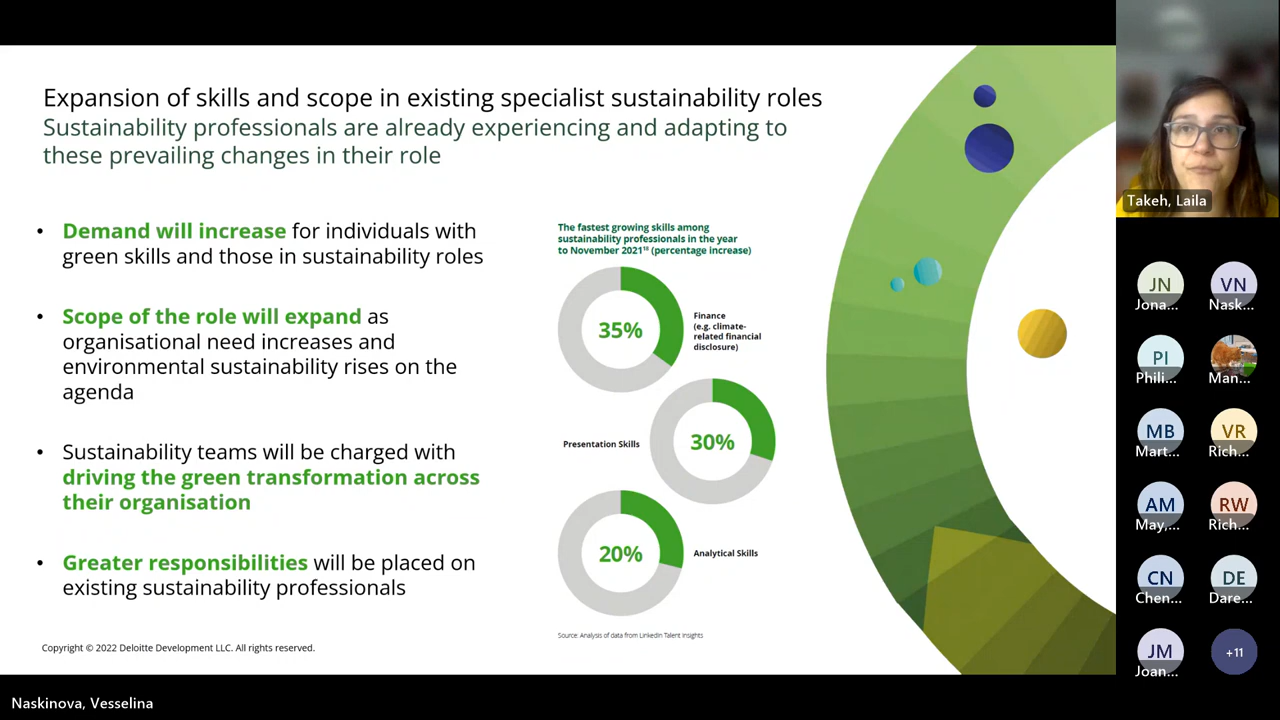 Expansion of skills and scope in existing specialist sustainability roles
Sustainability professionals are already experiencing and adapting to
these prevailing changes in their role
• Demand will increase for individuals with
green skills and those in sustainability roles
• Scope of the role will expand as
organisational need increases and
environmental sustainability rises on the
agenda
• Sustainability teams will be charged with
driving the green transformation across
their organisation
• Greater responsibilities will be placed on
existing sustainability professionals
The fastest growing skills among
sustainability professionals in the year
to November 2021¹³ (percentage increase)
35%
Finance
(e.g. climate-
related financial
disclosure)
Presentation Skills
30%
20%
Analytical Skills
Source: Analysis of data from LinkedIn Talent Insights
Copyright © 2022 Deloitte Development LLC. All rights reserved.
Takeh, Laila
JN
VN
Jona...
Nask...
PI
Phili...
Man...
MB
VR
Mart...
Rich...
AM
RW
May,...
Rich...
CN
DE
Chen...
Dare...
JM
+11
Joan...
Naskinova, Vesselina